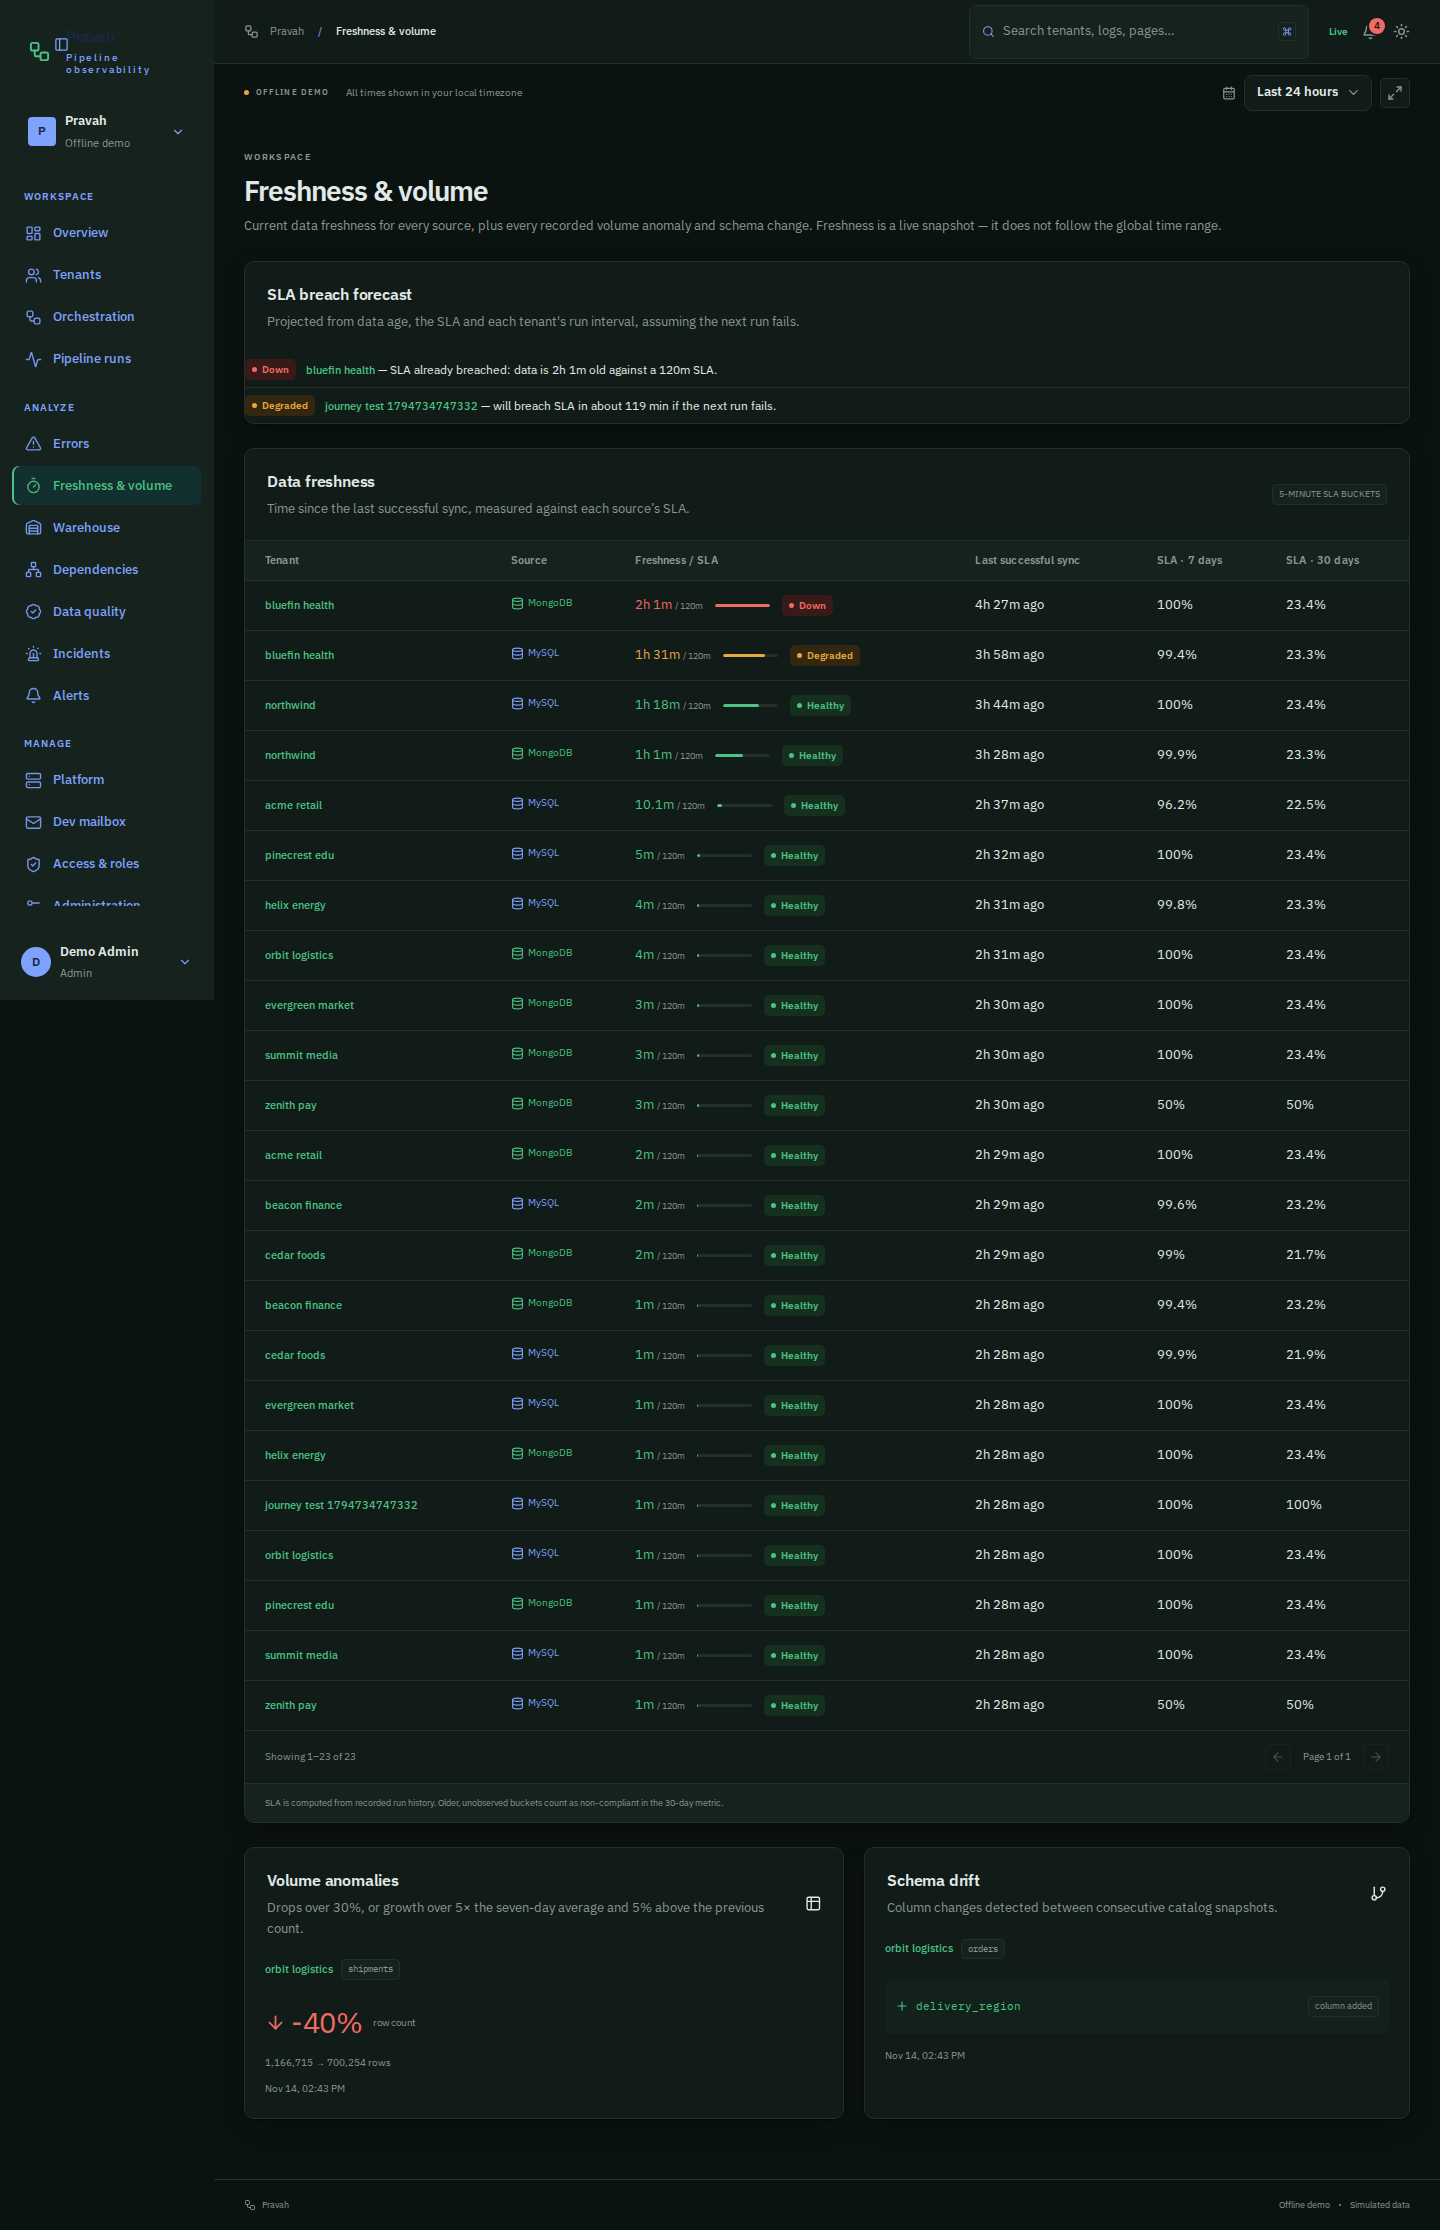 Pravah
Pipeline
observability
P
Pravah
Offline demo
WORKSPACE
Overview
Tenants
Orchestration
Pipeline runs
ANALYZE
Errors
Freshness & volume
Warehouse
Dependencies
Data quality
Incidents
Alerts
MANAGE
Platform
Dev mailbox
Access & roles
Administration
D
Demo Admin
Admin
Pravah / Freshness & volume
Search tenants, logs, pages...
⌘
Live
4
OFFLINE DEMO All times shown in your local timezone
Last 24 hours
WORKSPACE
Freshness & volume
Current data freshness for every source, plus every recorded volume anomaly and schema change. Freshness is a live snapshot — it does not follow the global time range.
SLA breach forecast
Projected from data age, the SLA and each tenant's run interval, assuming the next run fails.
Down bluefin health — SLA already breached: data is 2h 1m old against a 120m SLA.
Degraded journey test 1794734747332 — will breach SLA in about 119 min if the next run fails.
Data freshness
Time since the last successful sync, measured against each source's SLA.
5-MINUTE SLA BUCKETS
Tenant Source Freshness / SLA Last successful sync SLA · 7 days SLA · 30 days
bluefin health MongoDB 2h 1m / 120m Down 4h 27m ago 100% 23.4%
bluefin health MySQL 1h 31m / 120m Degraded 3h 58m ago 99.4% 23.3%
northwind MySQL 1h 18m / 120m Healthy 3h 44m ago 100% 23.4%
northwind MongoDB 1h 1m / 120m Healthy 3h 28m ago 99.9% 23.3%
acme retail MySQL 10.1m / 120m Healthy 2h 37m ago 96.2% 22.5%
pinecrest edu MySQL 5m / 120m Healthy 2h 32m ago 100% 23.4%
helix energy MySQL 4m / 120m Healthy 2h 31m ago 99.8% 23.3%
orbit logistics MongoDB 4m / 120m Healthy 2h 31m ago 100% 23.4%
evergreen market MongoDB 3m / 120m Healthy 2h 30m ago 100% 23.4%
summit media MongoDB 3m / 120m Healthy 2h 30m ago 100% 23.4%
zenith pay MongoDB 3m / 120m Healthy 2h 30m ago 50% 50%
acme retail MongoDB 2m / 120m Healthy 2h 29m ago 100% 23.4%
beacon finance MySQL 2m / 120m Healthy 2h 29m ago 99.6% 23.2%
cedar foods MongoDB 2m / 120m Healthy 2h 29m ago 99% 21.7%
beacon finance MongoDB 1m / 120m Healthy 2h 28m ago 99.4% 23.2%
cedar foods MySQL 1m / 120m Healthy 2h 28m ago 99.9% 21.9%
evergreen market MySQL 1m / 120m Healthy 2h 28m ago 100% 23.4%
helix energy MongoDB 1m / 120m Healthy 2h 28m ago 100% 23.4%
journey test 1794734747332 MySQL 1m / 120m Healthy 2h 28m ago 100% 100%
orbit logistics MySQL 1m / 120m Healthy 2h 28m ago 100% 23.4%
pinecrest edu MongoDB 1m / 120m Healthy 2h 28m ago 100% 23.4%
summit media MySQL 1m / 120m Healthy 2h 28m ago 100% 23.4%
zenith pay MySQL 1m / 120m Healthy 2h 28m ago 50% 50%
Showing 1–23 of 23
Page 1 of 1
SLA is computed from recorded run history. Older, unobserved buckets count as non-compliant in the 30-day metric.
Volume anomalies
Drops over 30%, or growth over 5× the seven-day average and 5% above the previous
count.
orbit logistics shipments
↓ -40% row count
1,166,715 → 700,254 rows
Nov 14, 02:43 PM
Schema drift
Column changes detected between consecutive catalog snapshots.
orbit logistics orders
+ delivery_region column added
Nov 14, 02:43 PM
Pravah
Offline demo • Simulated data